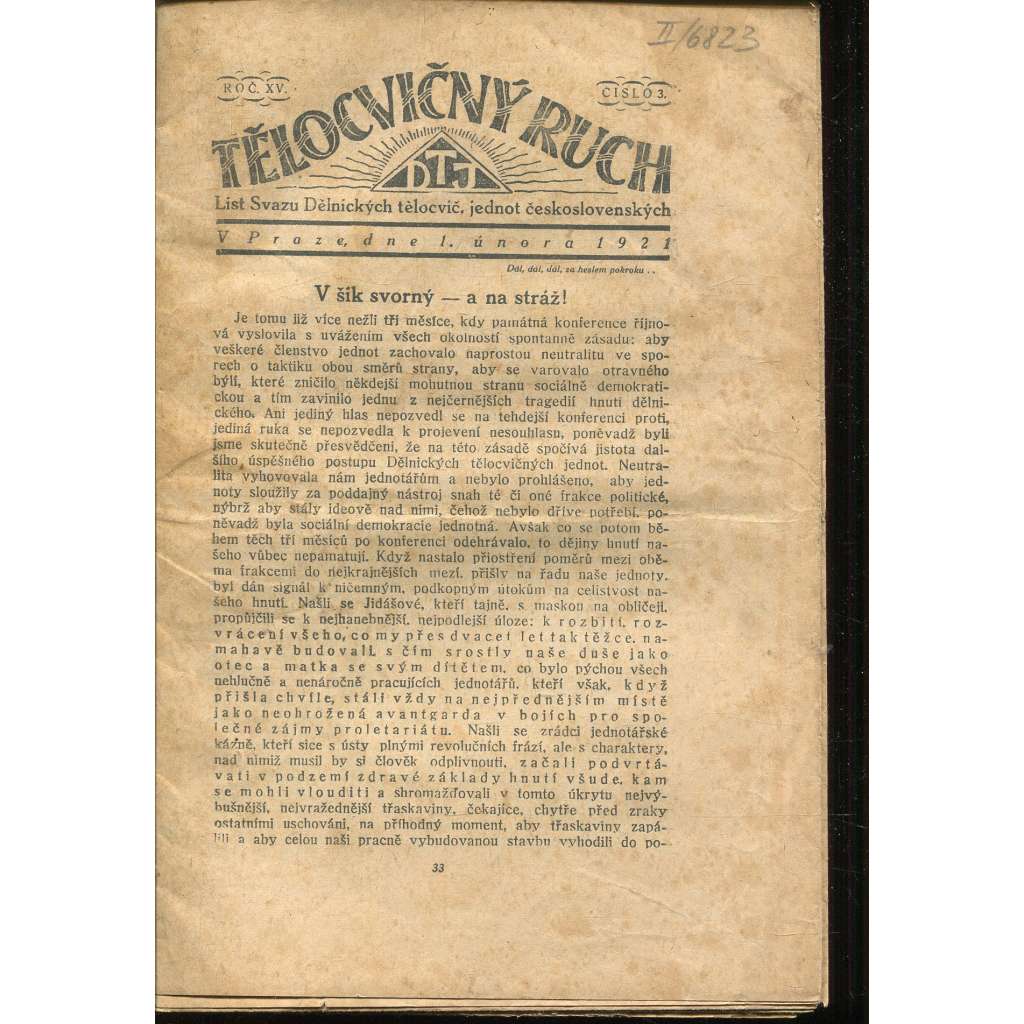 II/6823
ROČ. XV.
ČÍSLO 3.
TĚLOCVIČNÝ RUCH
DTJ
List Svazu Dělnických tělocvič. jednot československých
V Praze, dne 1. února 1921
Dál, dál, dál, za heslem pokroku . .
V šik svorný — a na stráž!
Je tomu již více nežli tři měsíce, kdy památná konference říjno-
vá vyslovila s uvážením všech okolností spontanně zásadu: aby
veškeré členstvo jednot zachovalo naprostou neutralitu ve spo-
rech o taktiku obou směrů strany, aby se varovalo otravného
býlí, které zničilo někdejší mohutnou stranu sociálně demokrati-
ckou a tím zavinilo jednu z nejčernějších tragedií hnutí dělni-
ckého. Ani jediný hlas nepozvedl se na tehdejší konferenci proti,
jediná ruka se nepozvedla k projevení nesouhlasu, poněvadž byli
jsme skutečně přesvědčeni, že na této zásadě spočívá jistota dal-
šího úspěšného postupu Dělnických tělocvičných jednot. Neutra-
lita vyhovovala nám jednotářům a nebylo prohlášeno, aby jed-
noty sloužily za poddajný nástroj snah té či oné frakce politické,
nýbrž aby stály ideově nad nimi, čehož nebylo dříve potřebí, po-
něvadž byla sociální demokracie jednotná. Avšak co se potom bě-
hem těch tří měsíců po konferenci odehrávalo, to dějiny hnutí na-
šeho vůbec nepamatují. Když nastalo přiostření poměrů mezi obě-
ma frakcemi do nejkrajnějších mezí, přišly na řadu naše jednoty,
byl dán signál k ničemným, podkopným útokům na celistvost na-
šeho hnutí. Našli se Jidášové, kteří tajně, s maskou na obličeji,
propůjčili se k nejhanebnější, nejpodlejší úloze: k rozbití, roz-
vrácení všeho, co my přes dvacet let tak těžce, na-
mahavě budovali, s čím srostly naše duše jako
otec a matka se svým dítětem, co bylo pýchou všech
nehlučně a nenáročně pracujících jednotářů, kteří však, když
přišla chvíle, stáli vždy na nejpřednějším místě
jako neohrožená avantgarda v bojích pro spo-
lečné zájmy proletariátu. Našli se zrádci jednotářské
kázně, kteří sice s ústy plnými revolučních frází, ale s charaktery,
nad nimiž musil by si člověk odplivnouti, začali podvrtá-
vati v podzemí zdravé základy hnutí všude, kam
se mohli vlouditi a shromažďovali v tomto úkrytu nejvý-
bušnější, nejvražednější třaskaviny, čekajíce, chytře před zraky
ostatními uschováni, na příhodný moment, aby třaskaviny zapá-
lili a aby celou naši pracně vybudovanou stavbu vyhodili do po-
33